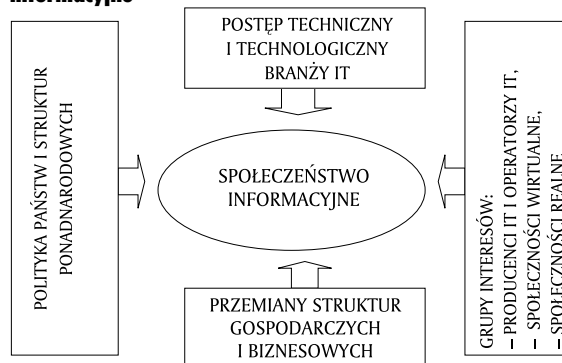 informacyjne
POSTĘP TECHNICZNY
I TECHNOLOGICZNY
BRANŻY IT
POLITYKA PAŃSTW I STRUKTUR
PONADNARODOWYCH
SPOŁECZEŃSTWO
INFORMACYJNE
GRUPY INTERESÓW:
– PRODUCENCI IT I OPERATORZY IT,
– SPOŁECZNOŚCI WIRTUALNE,
– SPOŁECZNOŚCI REALNE
PRZEMIANY STRUKTUR
GOSPODARCZYCH
I BIZNESOWYCH